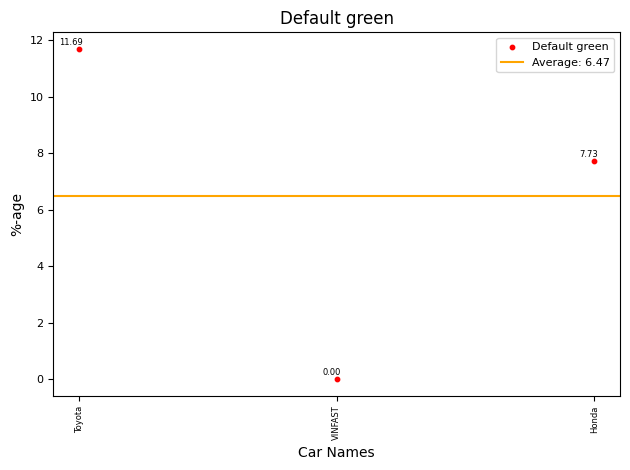 Default green
12
11.69
Default green
Average: 6.47
10
8
7.73
6
4
2
0.00
0
%-age
Toyota
VINFAST
Honda
Car Names